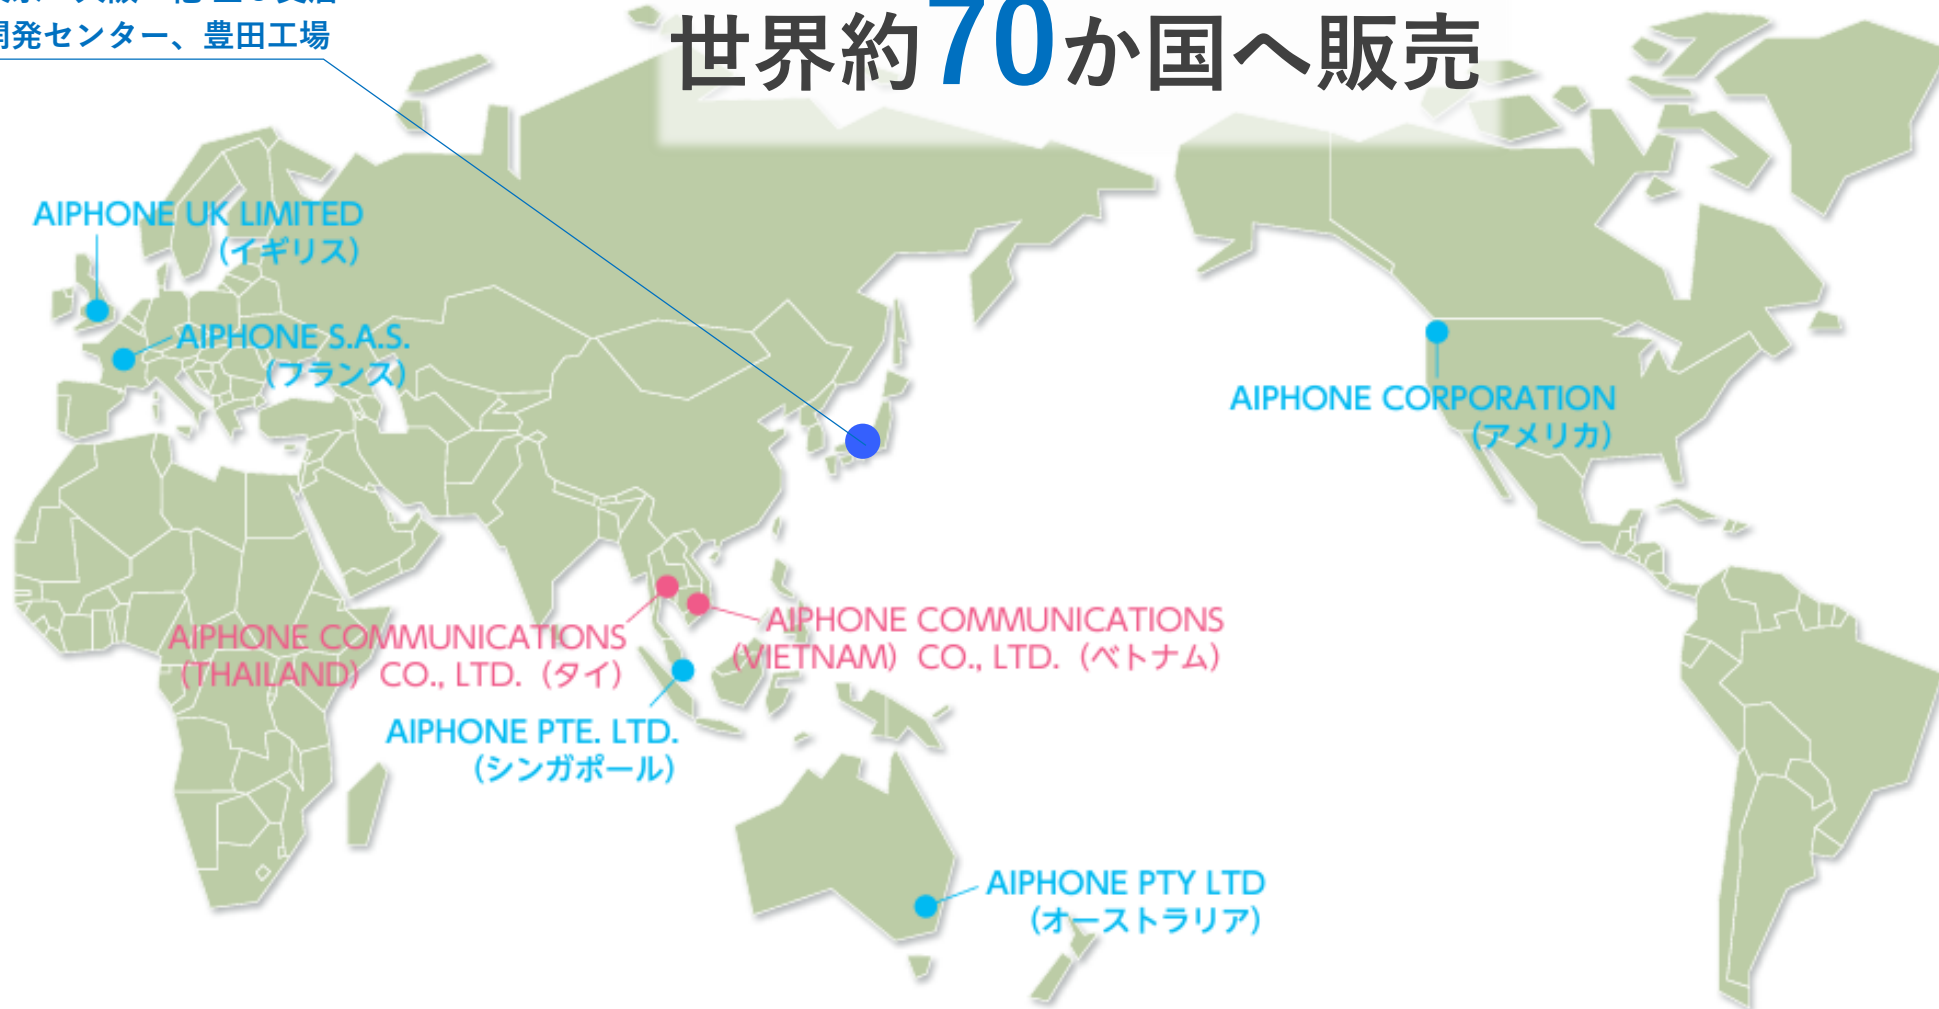 世界約70か国へ販売
開発センター、豊田工場
AIPHONE UK LIMITED
(イギリス)
AIPHONE S.A.S.
(フランス)
AIPHONE CORPORATION
(アメリカ)
AIPHONE COMMUNICATIONS
(THAILAND) CO., LTD. (タイ)
AIPHONE COMMUNICATIONS
(VIETNAM) CO., LTD. (ベトナム)
AIPHONE PTE. LTD.
(シンガポール)
AIPHONE PTY LTD
(オーストラリア)